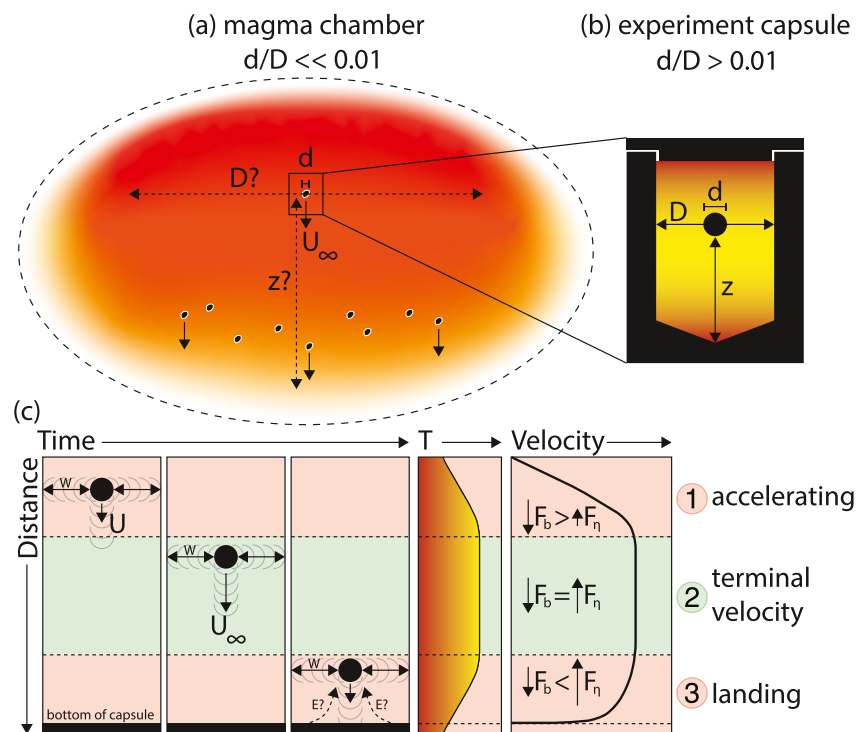 (a) magma chamber
d/D << 0.01
(b) experiment capsule
d/D > 0.01
d
D?
U∞
z?
d
D
z
(c)
Time
T
Velocity
Distance
w
U
w
U∞
w
E?
E?
bottom of capsule
Fb > Fη
Fb = Fη
Fb < Fη
1 accelerating
2 terminal
velocity
3 landing